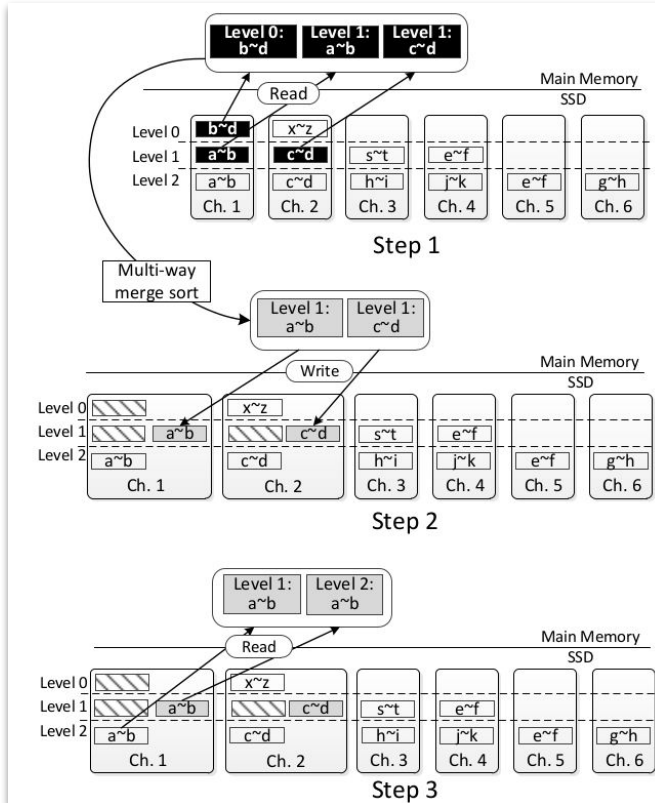 Level 0: Level 1: Level 1:
b~d a~b c~d
Main Memory
Read
SSD
Level 0 b~d x~z
Level 1 a~b c~d s~t e~f
Level 2 a~b c~d h~i j~k e~f g~h
Ch. 1 Ch. 2 Ch. 3 Ch. 4 Ch. 5 Ch. 6
Step 1
Multi-way
merge sort
Level 1: Level 1:
a~b c~d
Main Memory
Write
SSD
Level 0 x~z
Level 1 a~b c~d s~t e~f
Level 2 a~b c~d h~i j~k e~f g~h
Ch. 1 Ch. 2 Ch. 3 Ch. 4 Ch. 5 Ch. 6
Step 2
Level 1: Level 2:
a~b a~b
Main Memory
Read
SSD
Level 0 x~z
Level 1 a~b c~d s~t e~f
Level 2 a~b c~d h~i j~k e~f g~h
Ch. 1 Ch. 2 Ch. 3 Ch. 4 Ch. 5 Ch. 6
Step 3